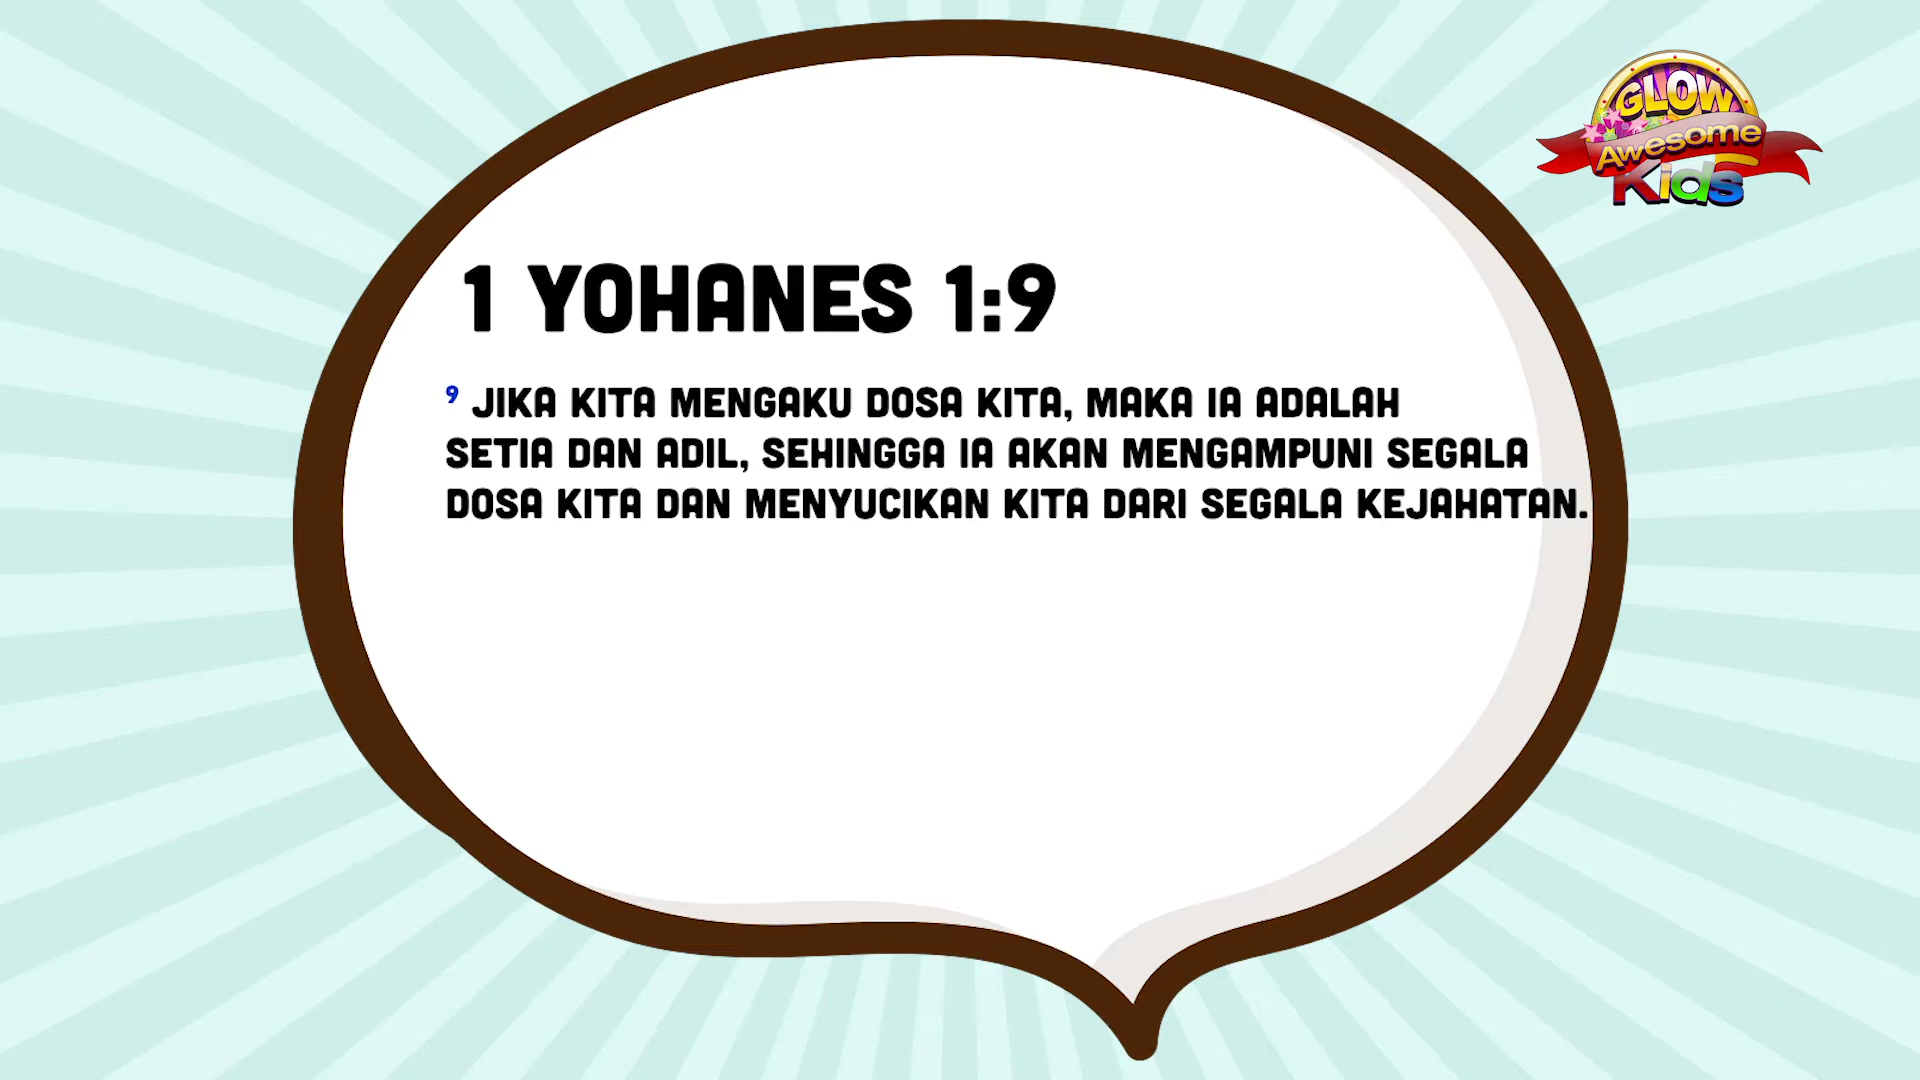 GLOW
Awesome
Kids
1 YOHANES 1:9
9 JIKA KITA MENGAKU DOSA KITA, MAKA IA ADALAH
SETIA DAN ADIL, SEHINGGA IA AKAN MENGAMPUNI SEGALA
DOSA KITA DAN MENYUCIKAN KITA DARI SEGALA KEJAHATAN.